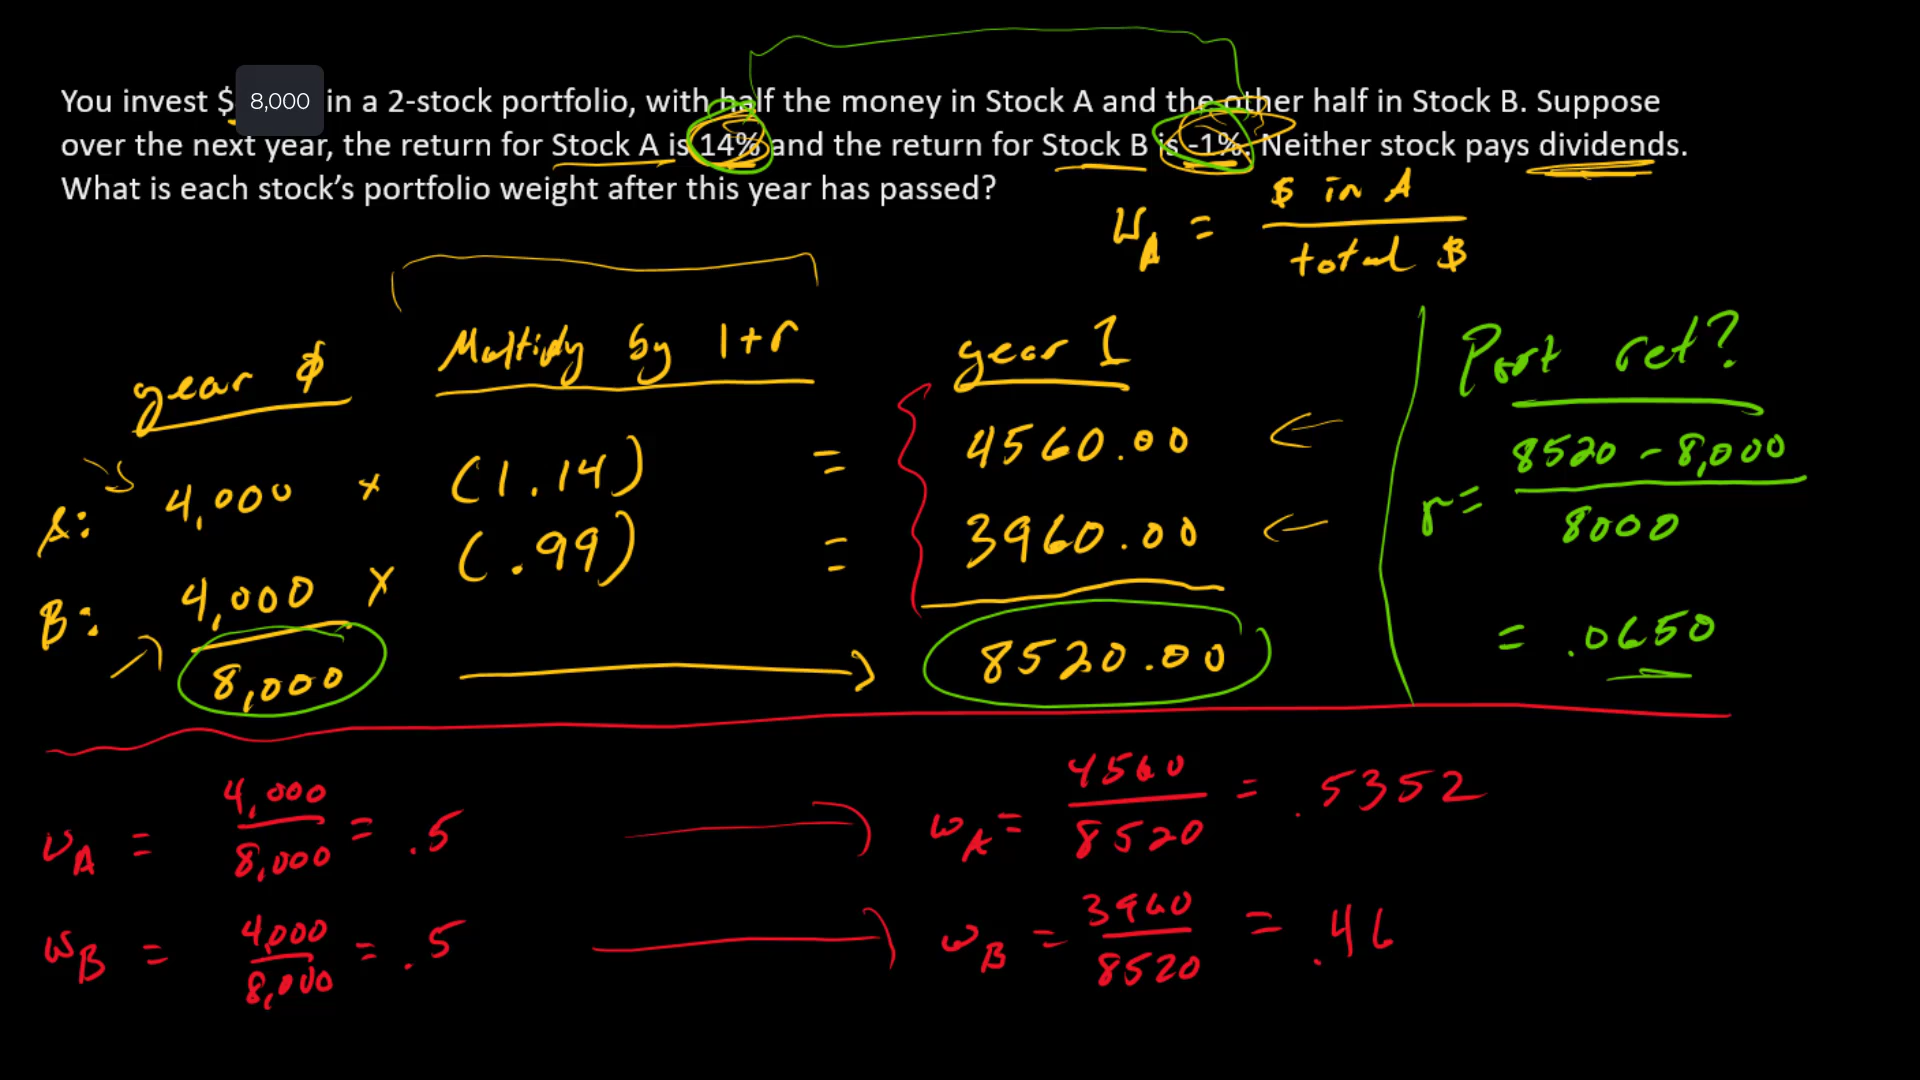 You invest $ 8,000 in a 2-stock portfolio, with half the money in Stock A and the other half in Stock B. Suppose
over the next year, the return for Stock A is 14% and the return for Stock B is -1%. Neither stock pays dividends.
What is each stock’s portfolio weight after this year has passed?
W_A = $ in A / total $
year 0
Multiply by 1+r
year 1
Port ret?
A: 4,000 x (1.14) = 4560.00
B: 4,000 x (.99) = 3960.00
8,000
8520.00
r = 8520 - 8,000 / 8000
= .0650
w_A = 4,000 / 8,000 = .5
w_A = 4560 / 8520 = .5352
w_B = 4,000 / 8,000 = .5
w_B = 3960 / 8520 = .46